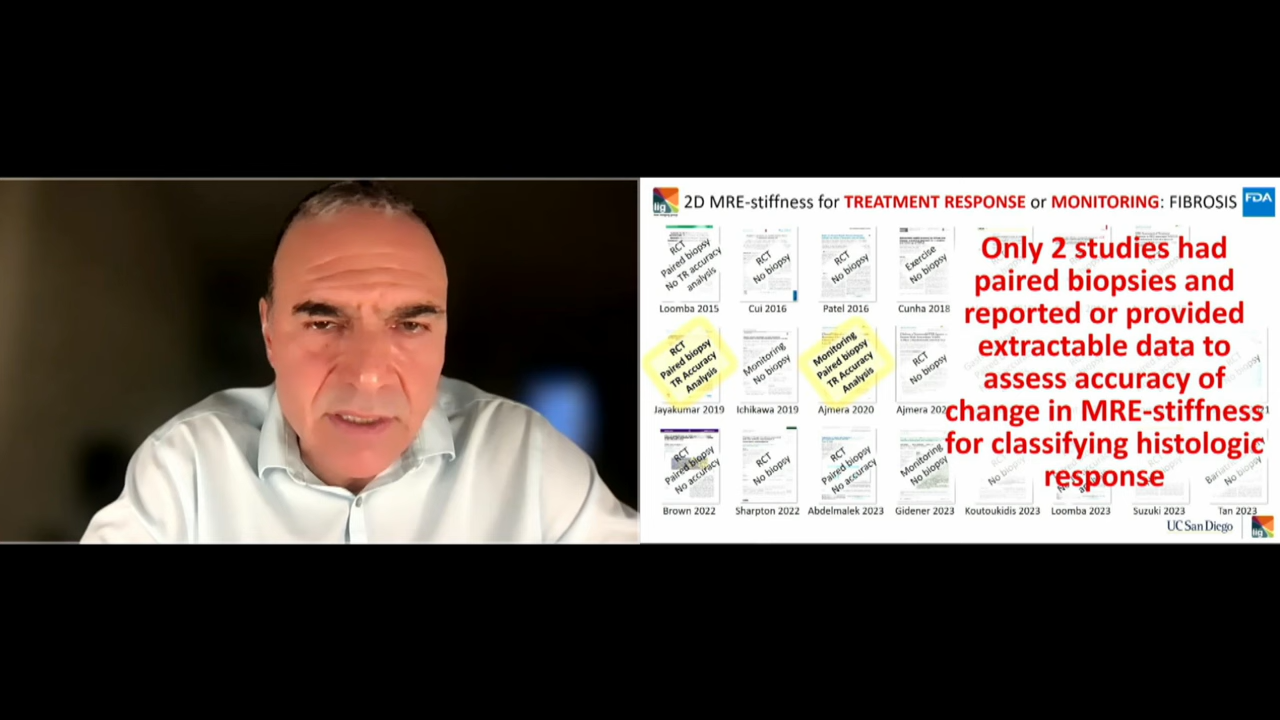 2D MRE-stiffness for TREATMENT RESPONSE or MONITORING: FIBROSIS
FDA
lig
RCT
Paired biopsy
No TR accuracy
analysis
Loomba 2015
RCT
No biopsy
Cui 2016
RCT
No biopsy
Patel 2016
Exercise
No biopsy
Cunha 2018
Only 2 studies had
paired biopsies and
reported or provided
extractable data to
assess accuracy of
change in MRE-stiffness
for classifying histologic
response
RCT
Paired biopsy
TR Accuracy
Analysis
Jayakumar 2019
Monitoring
No biopsy
Ichikawa 2019
Monitoring
Paired biopsy
TR Accuracy
Analysis
Ajmera 2020
RCT
No biopsy
Ajmera
RCT
Paired biopsy
No accuracy
Brown 2022
RCT
No biopsy
Sharpton 2022
RCT
Paired biopsy
No accuracy
Abdelmalek 2023
Monitoring
No biopsy
Gidener 2023
Koutoukidis 2023
Loomba 2023
Suzuki 2023
Tan 2023
UC San Diego
lig